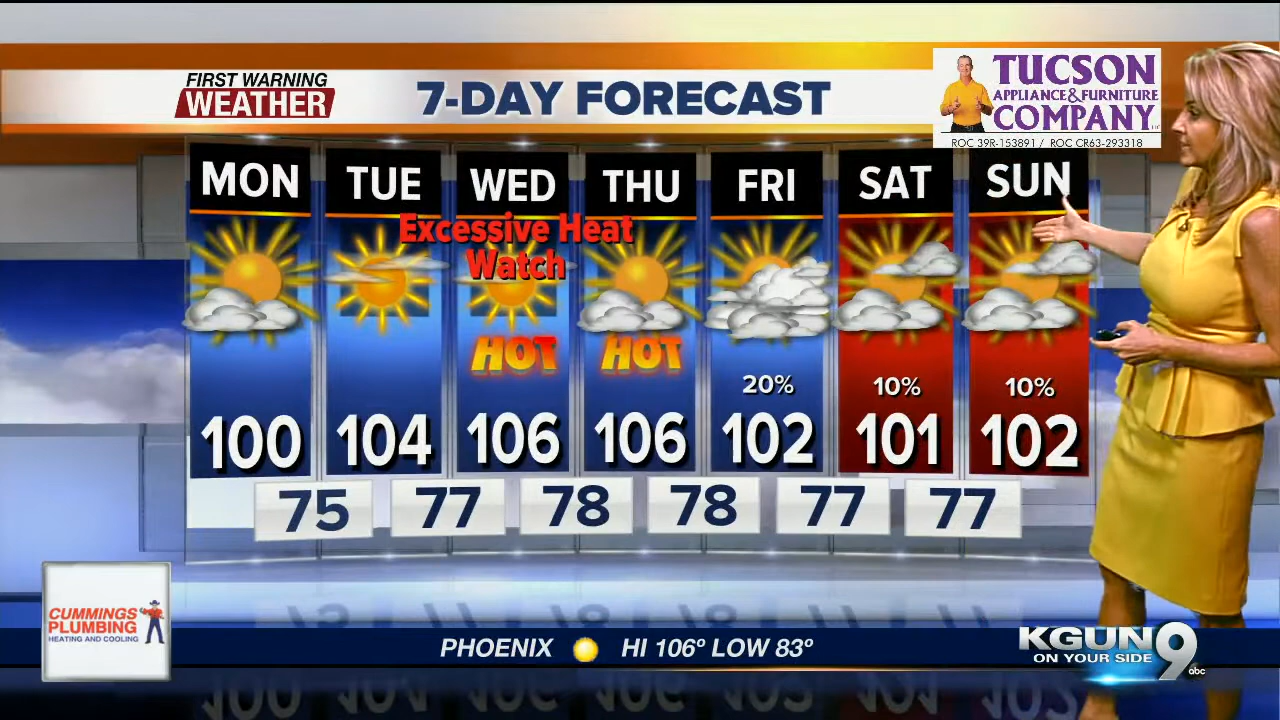 FIRST WARNING
WEATHER
7-DAY FORECAST
TUCSON
APPLIANCE & FURNITURE
COMPANY
ROC 39R-153891 / ROC CR63-293318
MON TUE WED THU FRI SAT SUN
Excessive Heat
Watch
HOT HOT
20% 10% 10%
100 104 106 106 102 101 102
75 77 78 78 77 77
CUMMINGS
PLUMBING
HEATING AND COOLING
PHOENIX HI 106º LOW 83º
KGUN 9
ON YOUR SIDE
abc